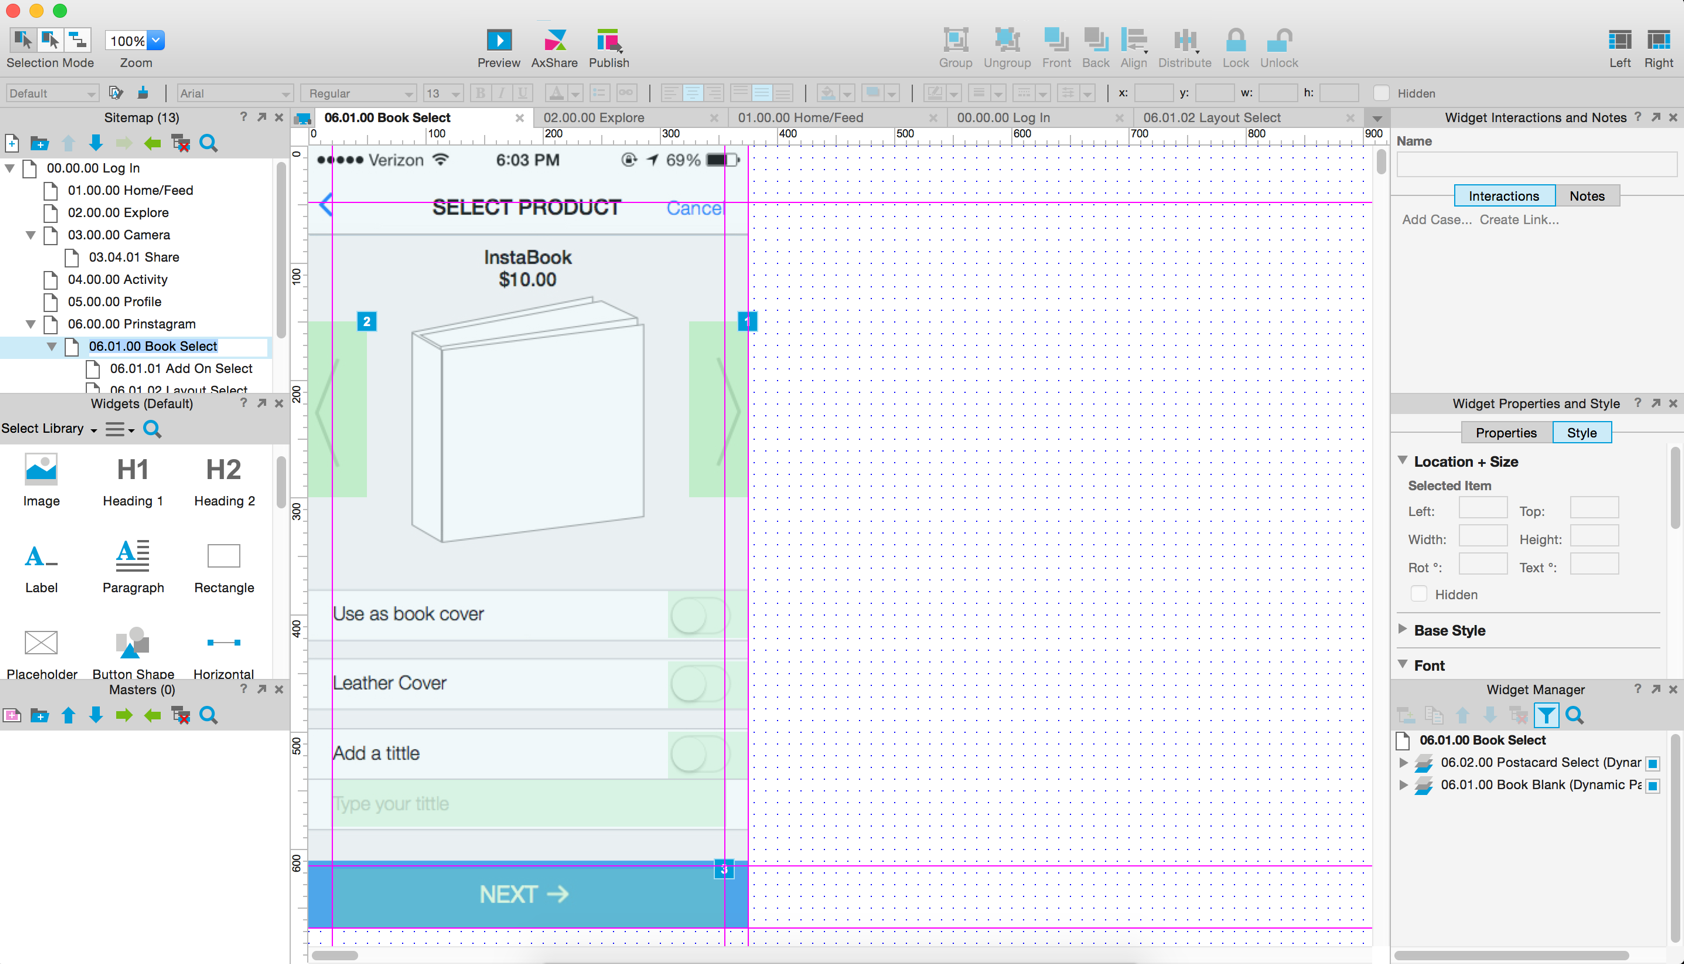 100%
Selection Mode
Zoom
Preview
AxShare
Publish
Group
Ungroup
Front
Back
Align
Distribute
Lock
Unlock
Left
Right
Default
Arial
Regular
13
B I U
x:
y:
w:
h:
Hidden
Sitemap (13)
00.00.00 Log In
01.00.00 Home/Feed
02.00.00 Explore
03.00.00 Camera
03.04.01 Share
04.00.00 Activity
05.00.00 Profile
06.00.00 Prinstagram
06.01.00 Book Select
06.01.01 Add On Select
06.01.02 Layout Select
Widgets (Default)
Select Library
Image
H1
Heading 1
H2
Heading 2
Label
Paragraph
Rectangle
Placeholder
Button Shape
Horizontal
Masters (0)
06.01.00 Book Select
02.00.00 Explore
01.00.00 Home/Feed
00.00.00 Log In
06.01.02 Layout Select
0 100 200 300 400 500 600 700 800 900
0
100
200
300
400
500
600
Verizon
6:03 PM
69%
SELECT PRODUCT
Cancel
InstaBook
$10.00
2
1
Use as book cover
Leather Cover
Add a tittle
Type your tittle
3
NEXT →
Widget Interactions and Notes
Name
Interactions
Notes
Add Case... Create Link...
Widget Properties and Style
Properties
Style
Location + Size
Selected Item
Left:
Top:
Width:
Height:
Rot °:
Text °:
Hidden
Base Style
Font
Widget Manager
06.01.00 Book Select
06.02.00 Postacard Select (Dynar
06.01.00 Book Blank (Dynamic Pa